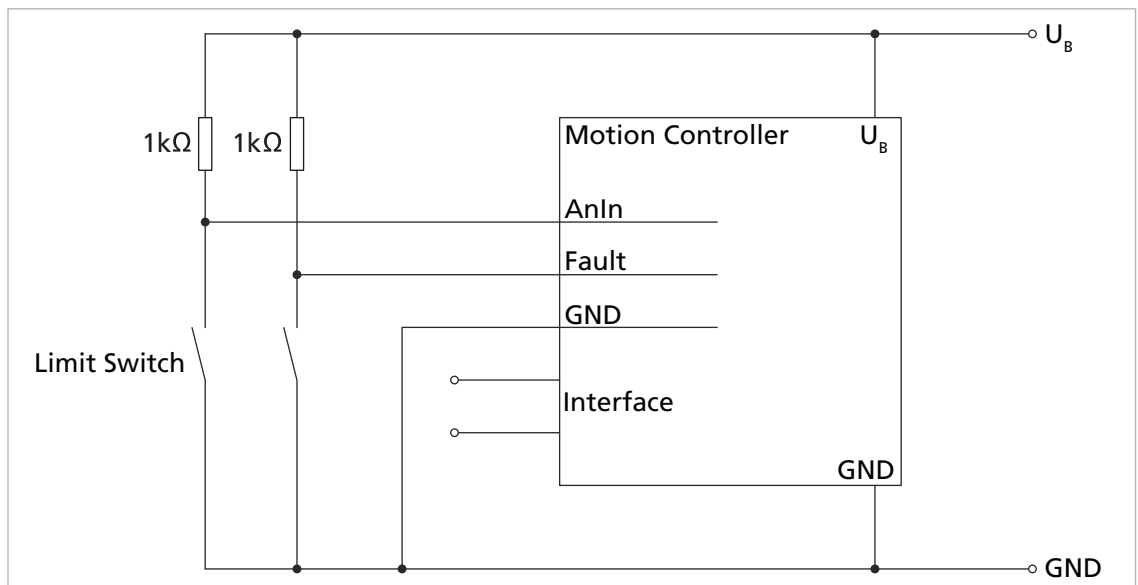 U_B
1kΩ
1kΩ
Motion Controller
U_B
AnIn
Fault
GND
Limit Switch
Interface
GND
GND